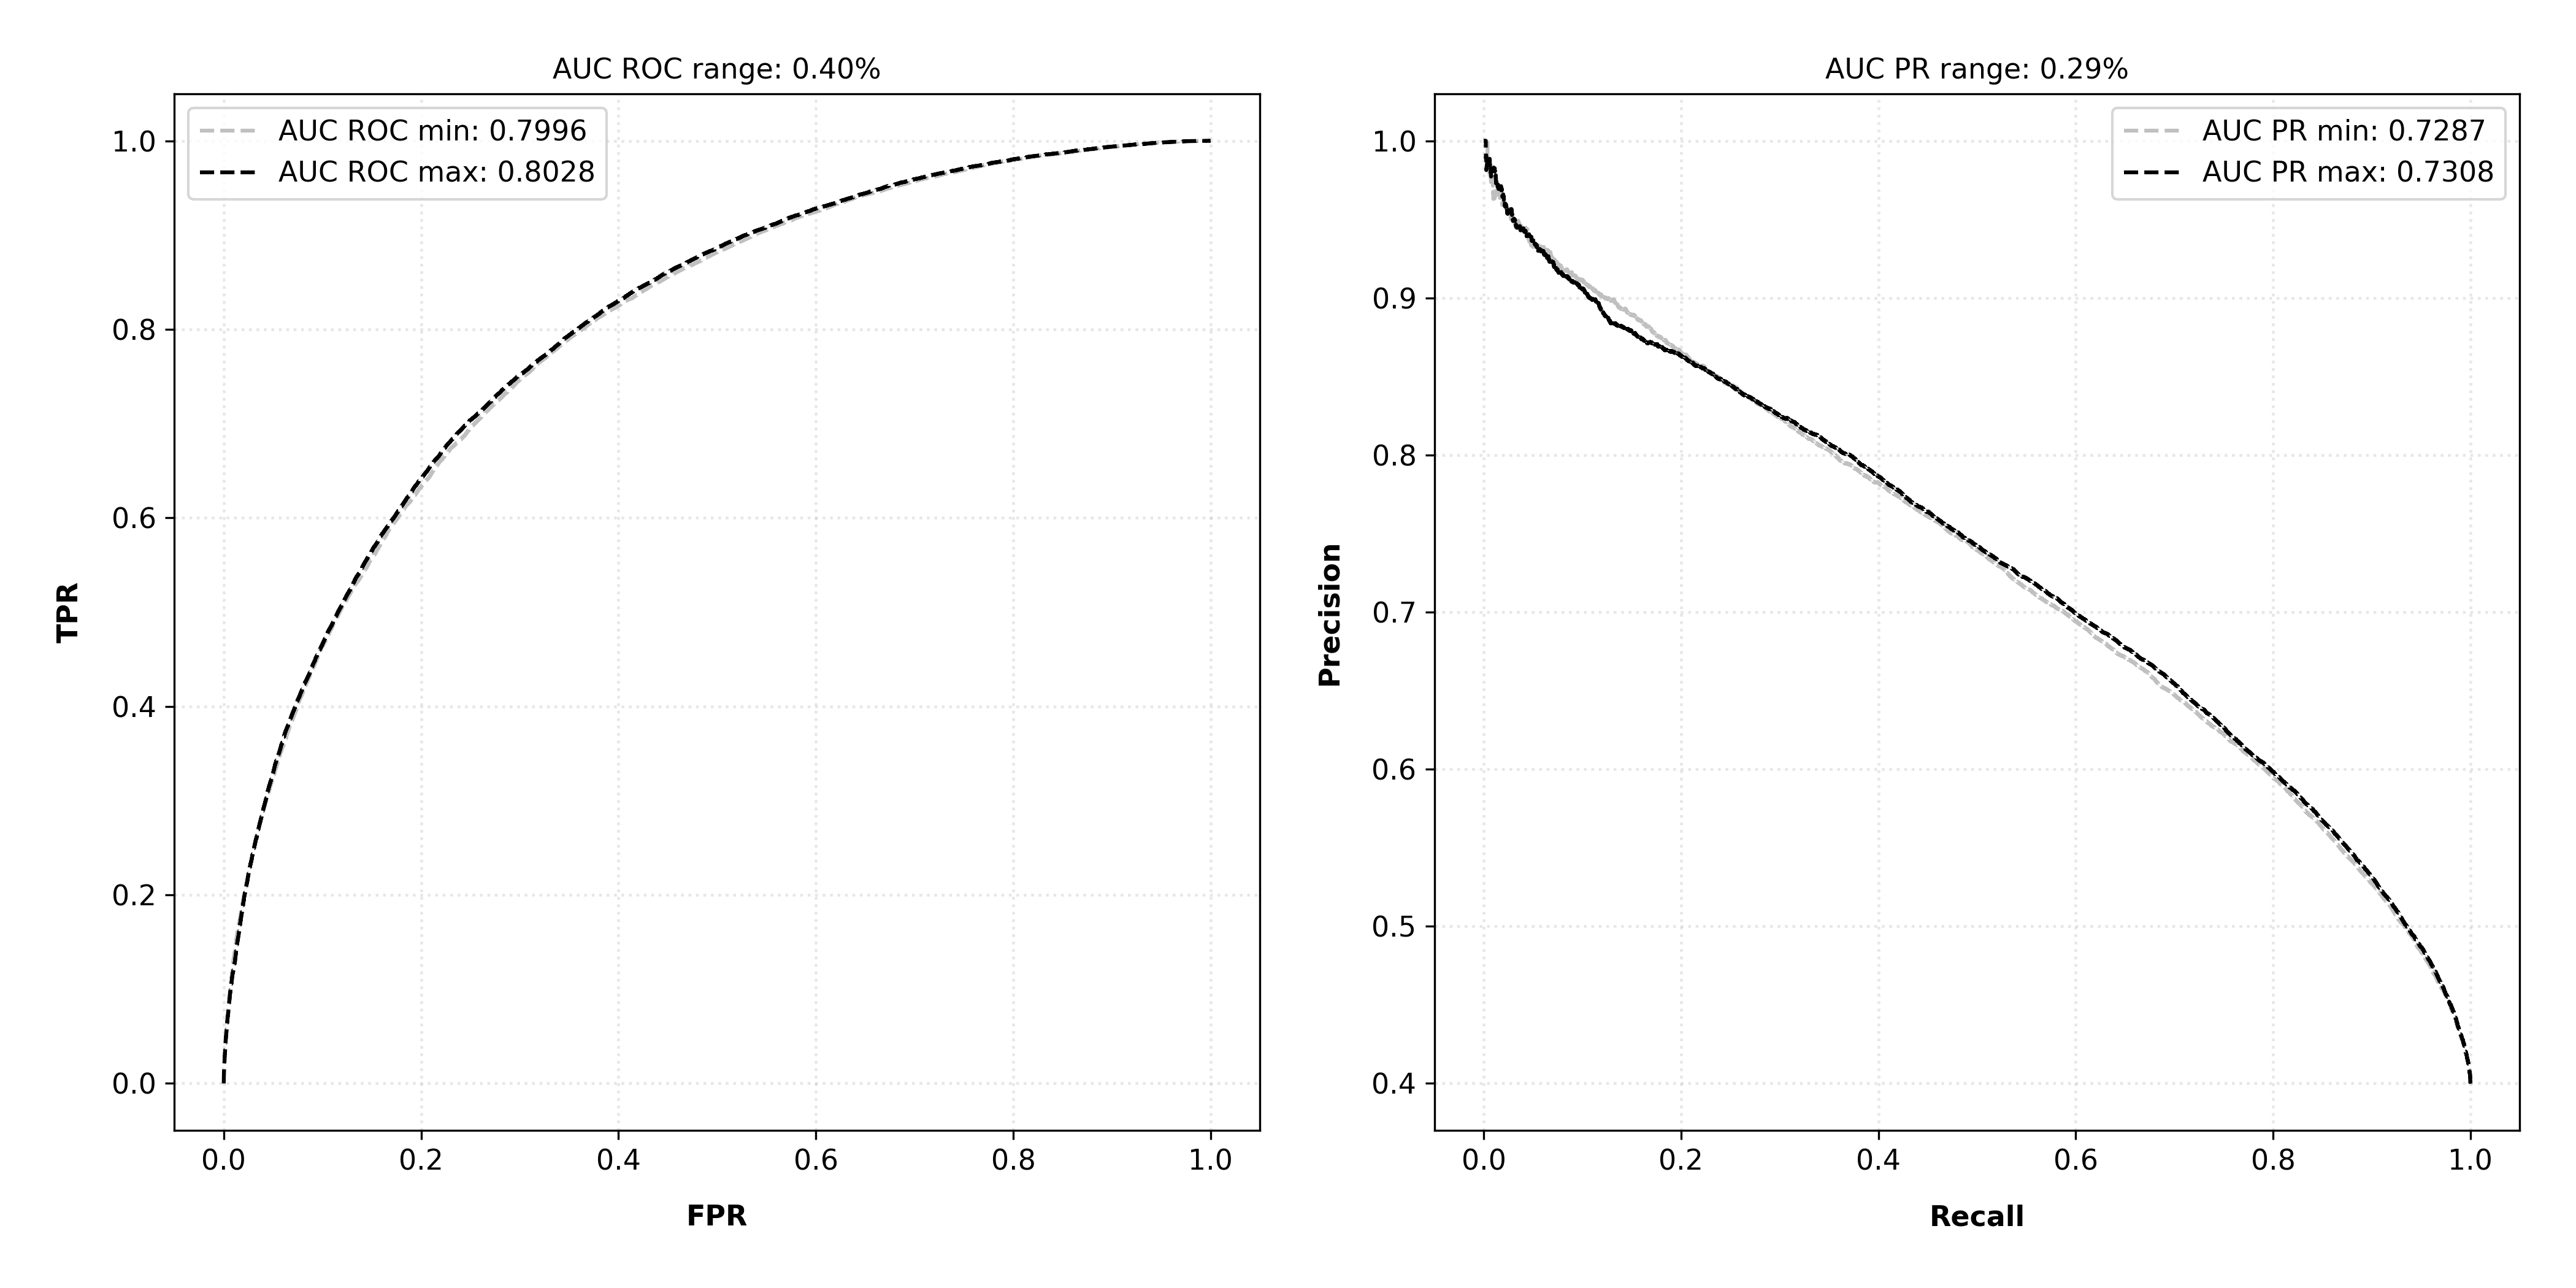 AUC ROC range: 0.40%
AUC ROC min: 0.7996
AUC ROC max: 0.8028
1.0
0.8
0.6
0.4
0.2
0.0
TPR
0.0 0.2 0.4 0.6 0.8 1.0
FPR
AUC PR range: 0.29%
AUC PR min: 0.7287
AUC PR max: 0.7308
1.0
0.9
0.8
0.7
0.6
0.5
0.4
Precision
0.0 0.2 0.4 0.6 0.8 1.0
Recall